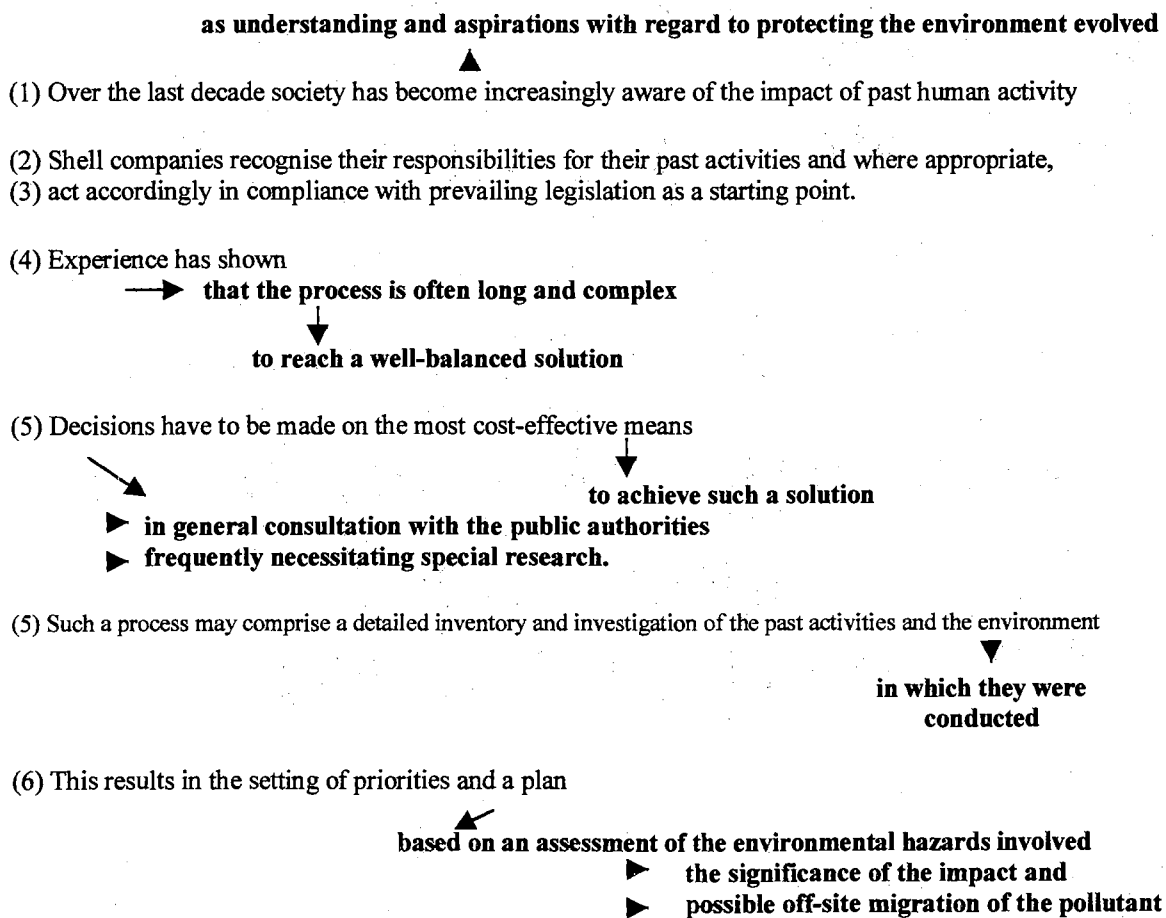 as understanding and aspirations with regard to protecting the environment evolved
(1) Over the last decade society has become increasingly aware of the impact of past human activity
(2) Shell companies recognise their responsibilities for their past activities and where appropriate,
(3) act accordingly in compliance with prevailing legislation as a starting point.
(4) Experience has shown
that the process is often long and complex
to reach a well-balanced solution
(5) Decisions have to be made on the most cost-effective means
to achieve such a solution
in general consultation with the public authorities
frequently necessitating special research.
(5) Such a process may comprise a detailed inventory and investigation of the past activities and the environment
in which they were
conducted
(6) This results in the setting of priorities and a plan
based on an assessment of the environmental hazards involved
the significance of the impact and
possible off-site migration of the pollutant